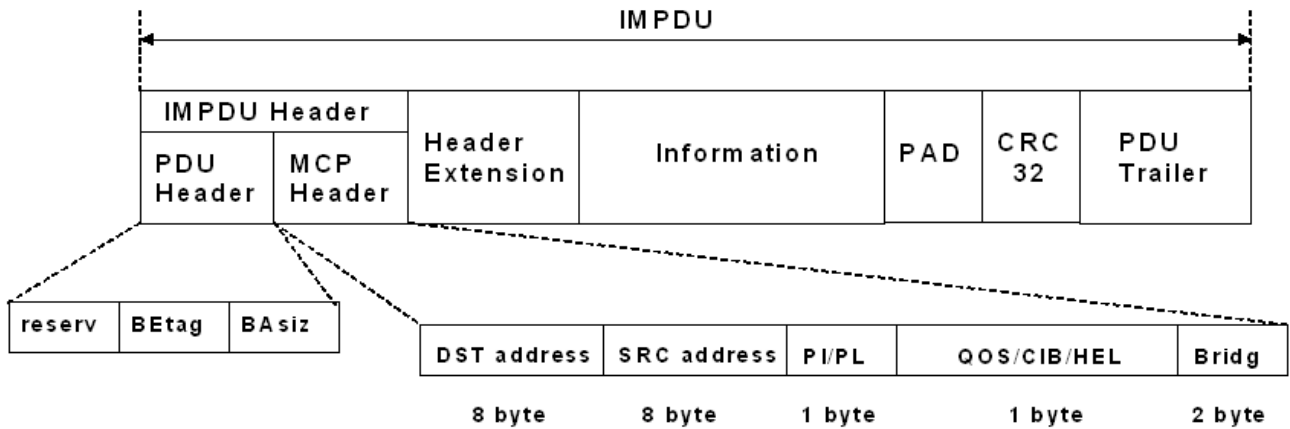 IMPDU
IMPDU Header
PDU
Header
MCP
Header
Header
Extension
Information
PAD
CRC
32
PDU
Trailer
reserv BEtag BAsiz
DST address SRC address PI/PL QOS/CIB/HEL Bridg
8 byte 8 byte 1 byte 1 byte 2 byte